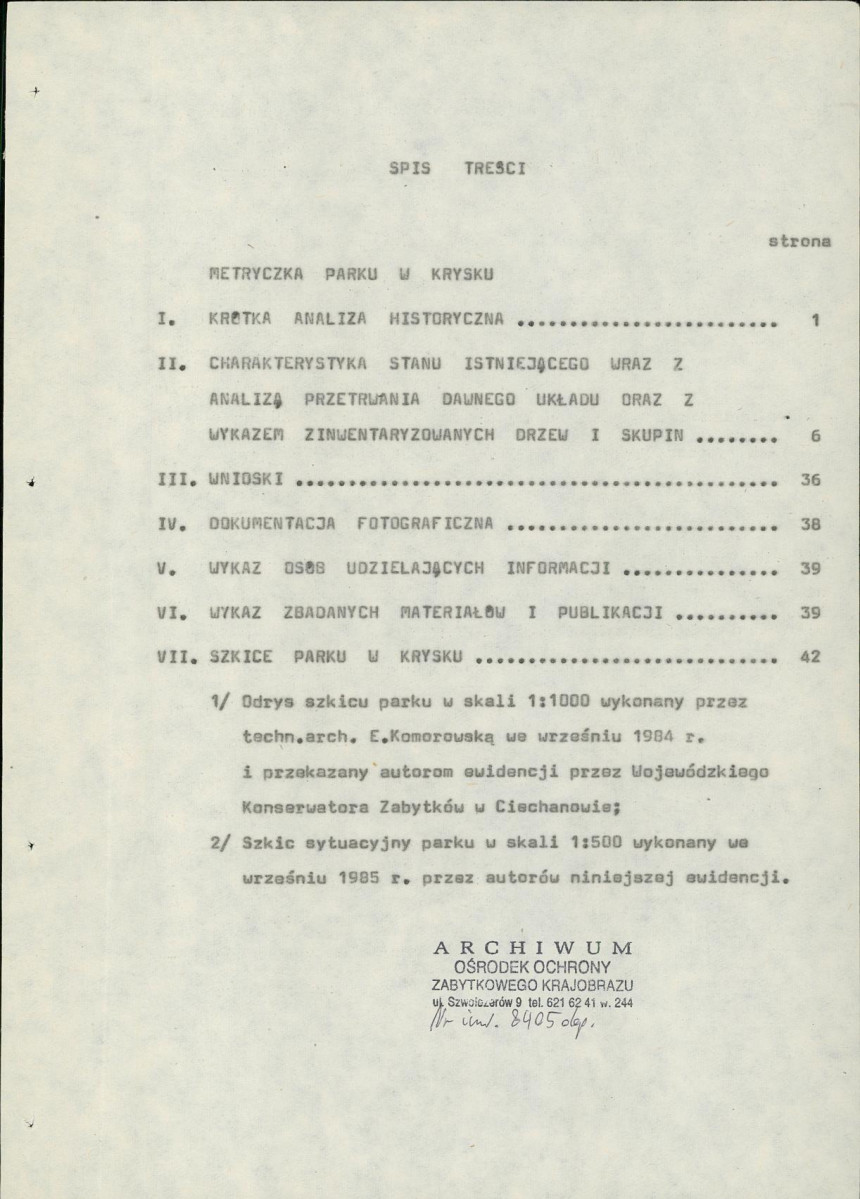 SPIS TREŚCI
strona
METRYCZKA PARKU W KRYSKU
I. KRÓTKA ANALIZA HISTORYCZNA ......................... 1
II. CHARAKTERYSTYKA STANU ISTNIEJĄCEGO WRAZ Z
ANALIZĄ PRZETRWANIA DAWNEGO UKŁADU ORAZ Z
WYKAZEM ZINWENTARYZOWANYCH DRZEW I SKUPIN ........ 6
III. WNIOSKI .............................................. 36
IV. DOKUMENTACJA FOTOGRAFICZNA .......................... 38
V. WYKAZ OSÓB UDZIELAJĄCYCH INFORMACJI ............... 39
VI. WYKAZ ZBADANYCH MATERIAŁÓW I PUBLIKACJI .......... 39
VII. SZKICE PARKU W KRYSKU ............................. 42
1/ Odrys szkicu parku w skali 1:1000 wykonany przez
techn.arch. E.Komorowską we wrześniu 1984 r.
i przekazany autorom ewidencji przez Wojewódzkiego
Konserwatora Zabytków w Ciechanowie;
2/ Szkic sytuacyjny parku w skali 1:500 wykonany we
wrześniu 1985 r. przez autorów niniejszej ewidencji.
ARCHIWUM
OŚRODEK OCHRONY
ZABYTKOWEGO KRAJOBRAZU
ul. Szwoleżerów 9 tel. 621 62 41 w. 244
Nr inw. 8405 dep.